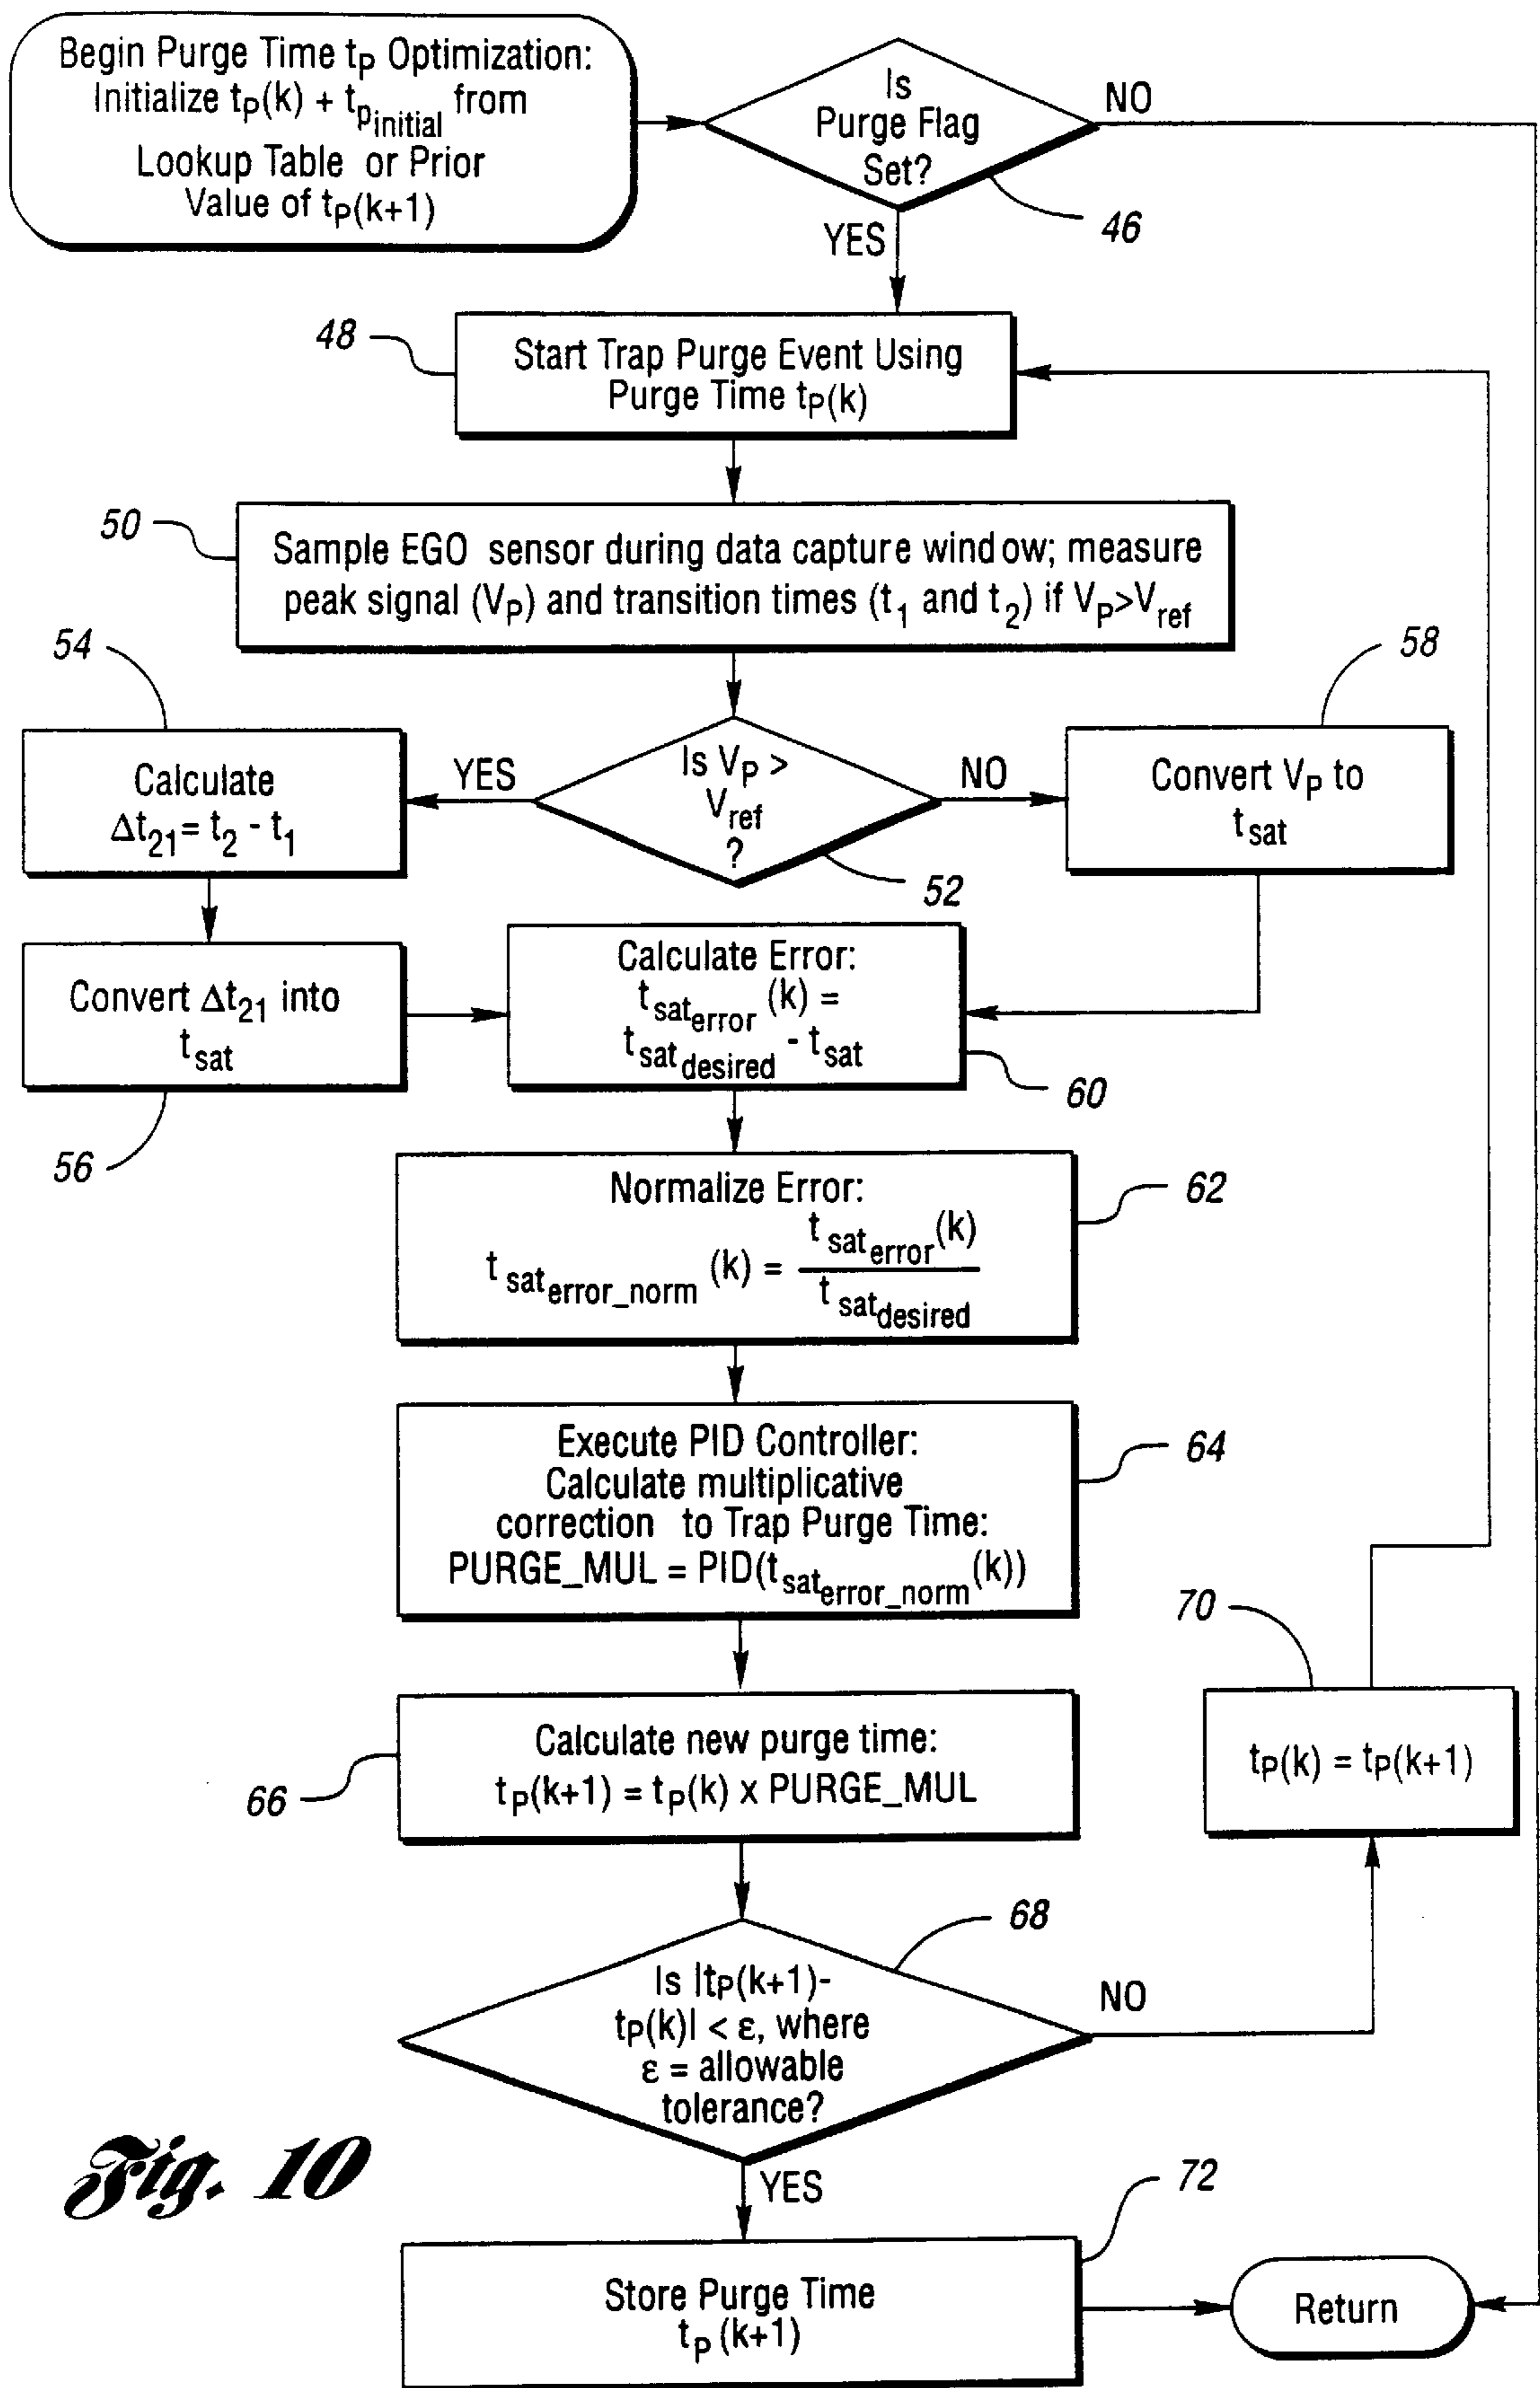 Begin Purge Time tP Optimization:
Initialize tP(k) + tpinitial from
Lookup Table or Prior
Value of tP(k+1)
Is
Purge Flag
Set?
NO
46
YES
48
Start Trap Purge Event Using
Purge Time tP(k)
50
Sample EGO sensor during data capture window; measure
peak signal (VP) and transition times (t1 and t2) if VP>Vref
54
58
Calculate
Δt21= t2 - t1
YES
Is VP >
Vref
?
NO
52
Convert VP to
tsat
Convert Δt21 into
tsat
56
Calculate Error:
tsaterror (k) =
tsatdesired - tsat
60
Normalize Error:
tsaterror_norm (k) = tsaterror(k)
tsatdesired
62
Execute PID Controller:
Calculate multiplicative
correction to Trap Purge Time:
PURGE_MUL = PID(tsaterror_norm(k))
64
66
Calculate new purge time:
tP(k+1) = tP(k) x PURGE_MUL
70
tP(k) = tP(k+1)
68
Is |tP(k+1)-
tP(k)| < ε, where
ε = allowable
tolerance?
NO
YES
72
Store Purge Time
tp (k+1)
Return
Fig. 10